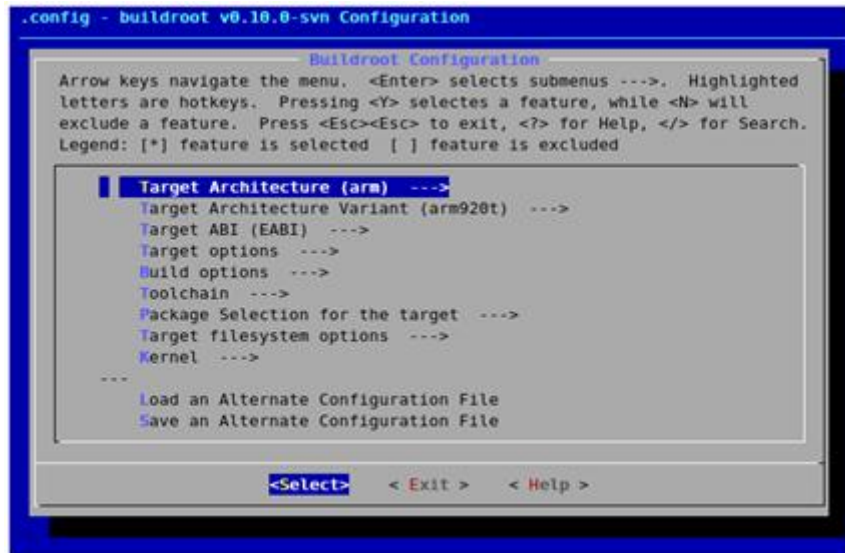 .config - buildroot v0.10.0-svn Configuration
Buildroot Configuration
Arrow keys navigate the menu.  <Enter> selects submenus --->.  Highlighted
letters are hotkeys.  Pressing <Y> selectes a feature, while <N> will
exclude a feature.  Press <Esc><Esc> to exit, <?> for Help, </> for Search.
Legend: [*] feature is selected  [ ] feature is excluded
Target Architecture (arm)  --->
Target Architecture Variant (arm920t)  --->
Target ABI (EABI)  --->
Target options  --->
Build options  --->
Toolchain  --->
Package Selection for the target  --->
Target filesystem options  --->
Kernel  --->
---
Load an Alternate Configuration File
Save an Alternate Configuration File
<Select>    < Exit >    < Help >